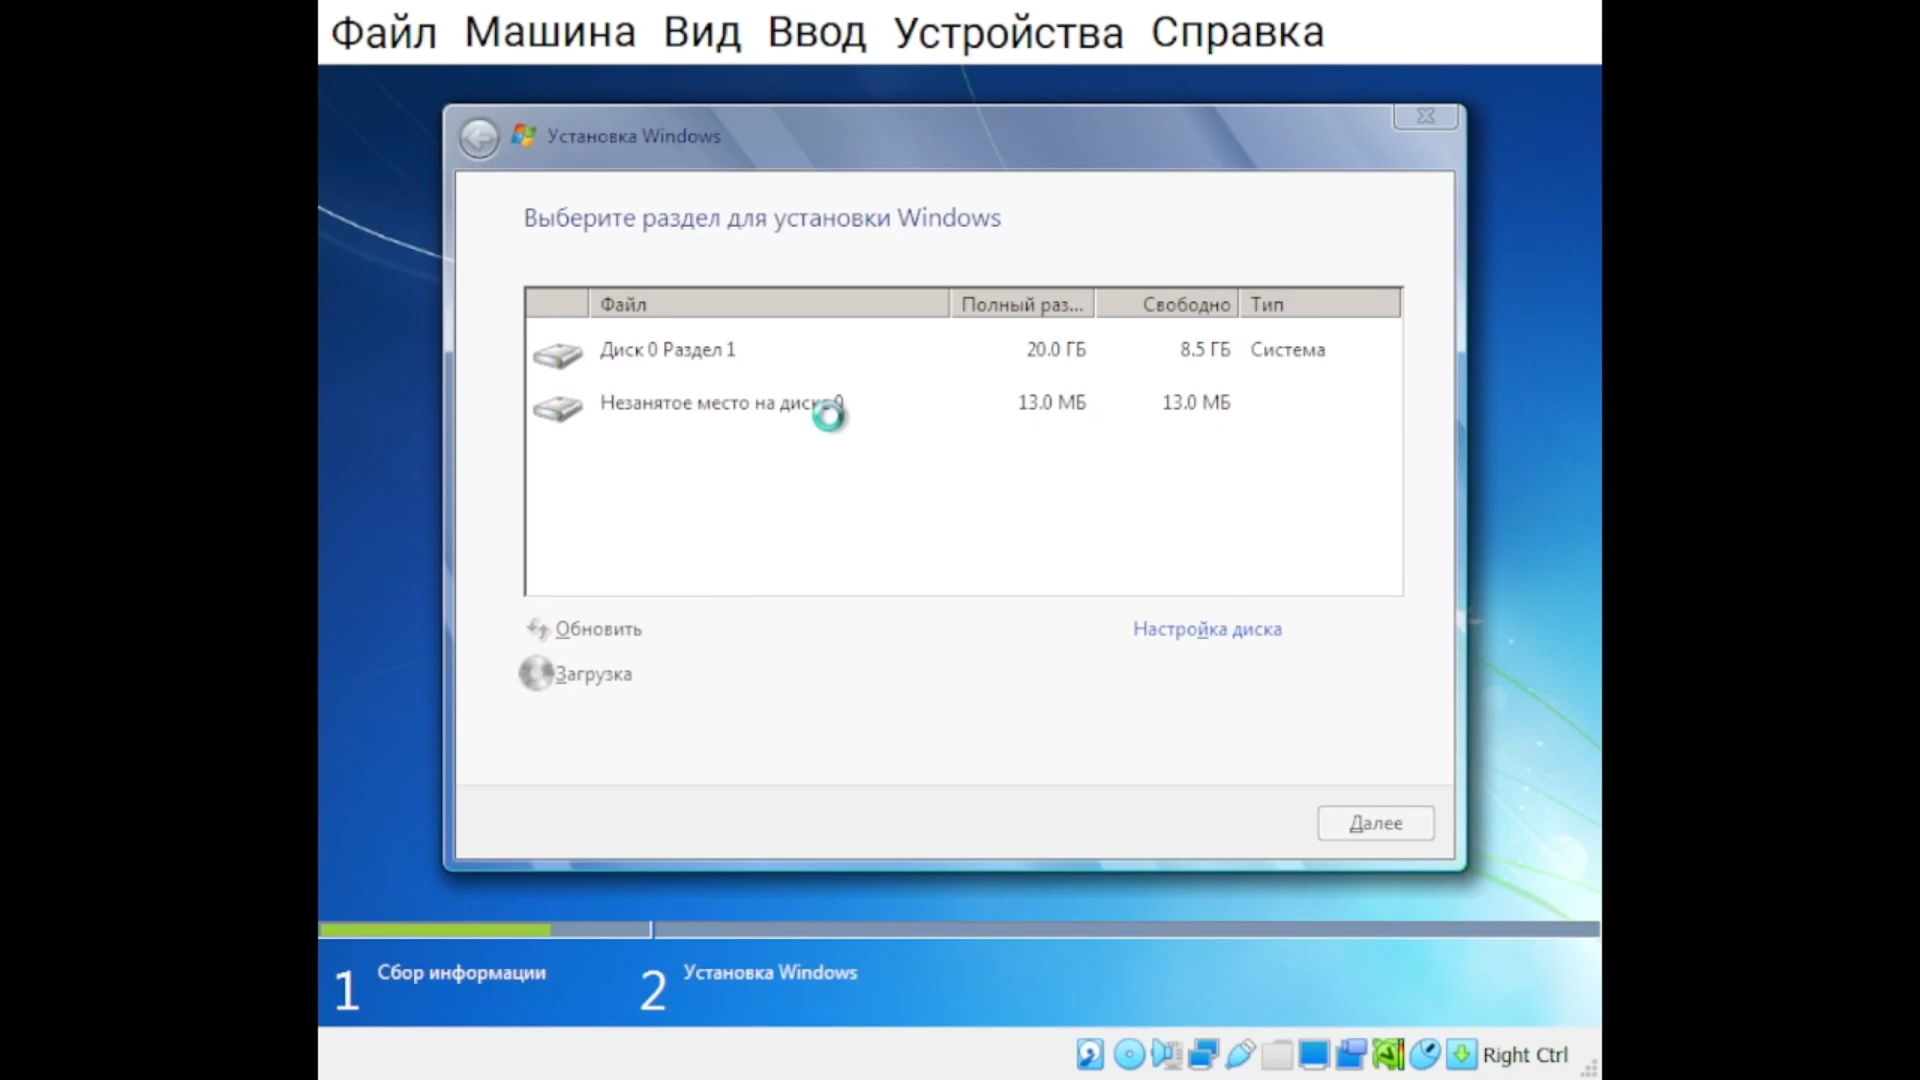 Файл Машина Вид Ввод Устройства Справка
Установка Windows
Выберите раздел для установки Windows
Файл Полный раз... Свободно Тип
Диск 0 Раздел 1 20.0 ГБ 8.5 ГБ Система
Незанятое место на диске 0 13.0 МБ 13.0 МБ
Обновить Настройка диска
Загрузка
Далее
1 Сбор информации 2 Установка Windows
Right Ctrl